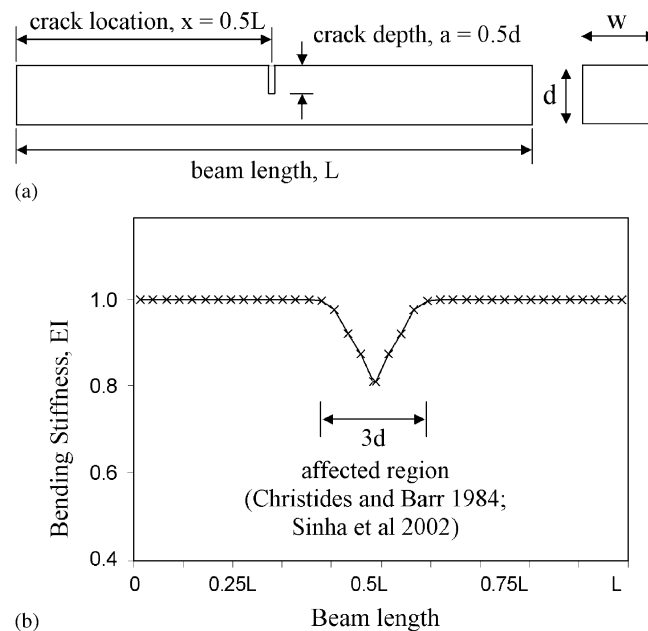 crack location, x = 0.5L
crack depth, a = 0.5d
w
d
beam length, L
(a)
Bending Stiffness, EI
1.0
0.8
0.6
0.4
3d
affected region
(Christides and Barr 1984;
Sinha et al 2002)
0 0.25L 0.5L 0.75L L
(b)
Beam length